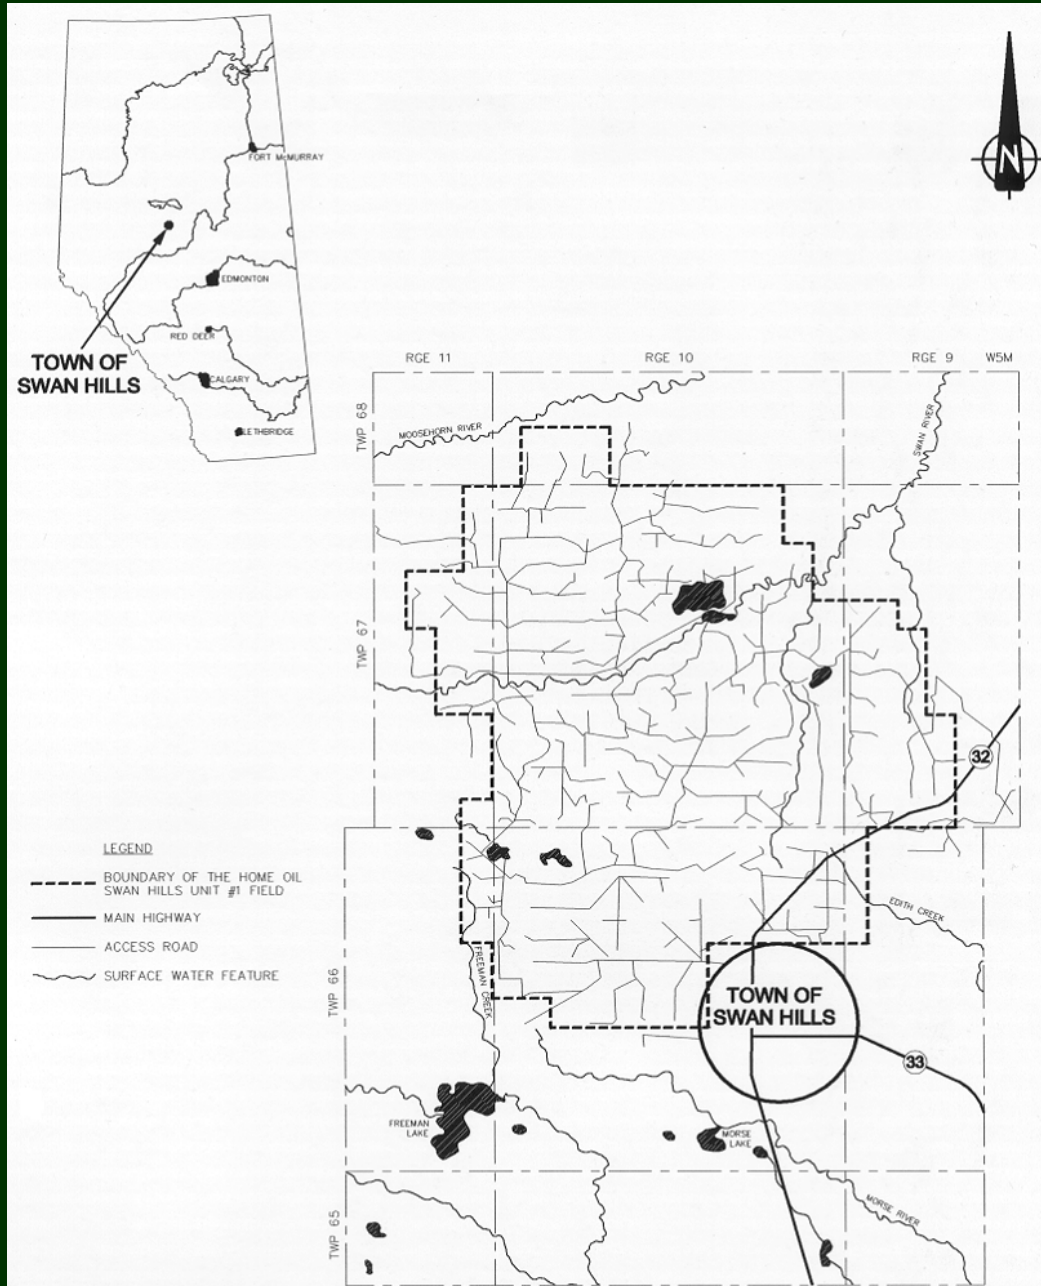 FORT McMURRAY
EDMONTON
RED DEER
CALGARY
LETHBRIDGE
TOWN OF
SWAN HILLS
N
RGE 11
RGE 10
RGE 9
W5M
TWP 68
MOOSEHORN RIVER
SWAN RIVER
TWP 67
32
LEGEND
BOUNDARY OF THE HOME OIL
SWAN HILLS UNIT #1 FIELD
MAIN HIGHWAY
ACCESS ROAD
SURFACE WATER FEATURE
EDITH CREEK
FREEMAN CREEK
TWP 66
TOWN OF
SWAN HILLS
33
FREEMAN
LAKE
MORSE
LAKE
MORSE RIVER
TWP 65